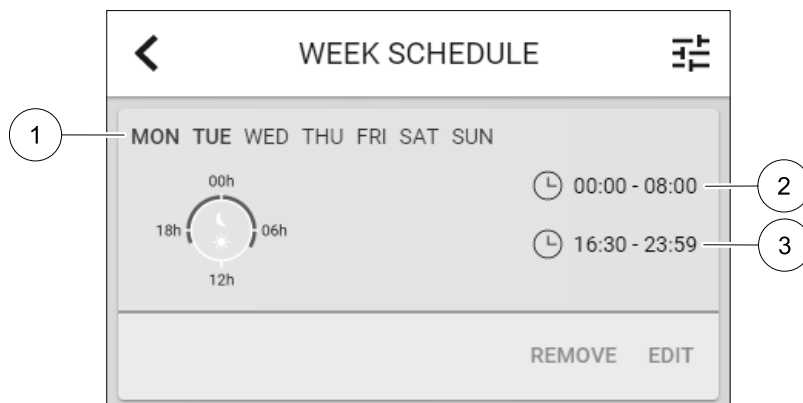 WEEK SCHEDULE
1
MON TUE WED THU FRI SAT SUN
00h
18h
06h
12h
00:00 - 08:00
2
16:30 - 23:59
3
REMOVE EDIT